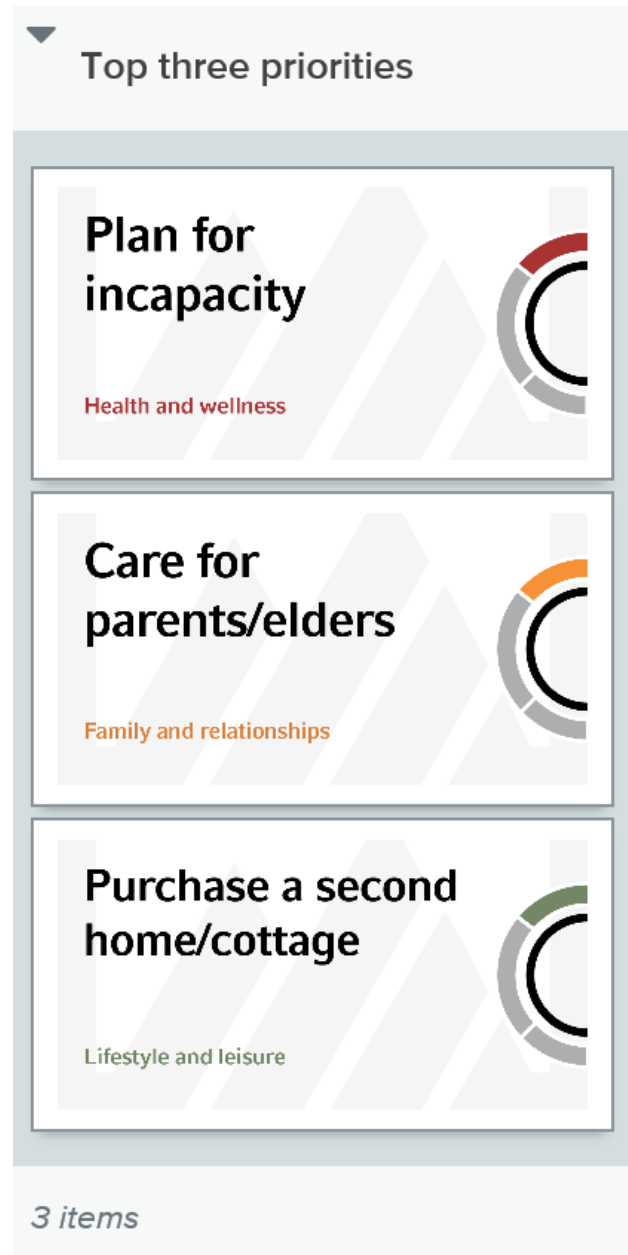 Top three priorities
Plan for
incapacity
Health and wellness
Care for
parents/elders
Family and relationships
Purchase a second
home/cottage
Lifestyle and leisure
3 items